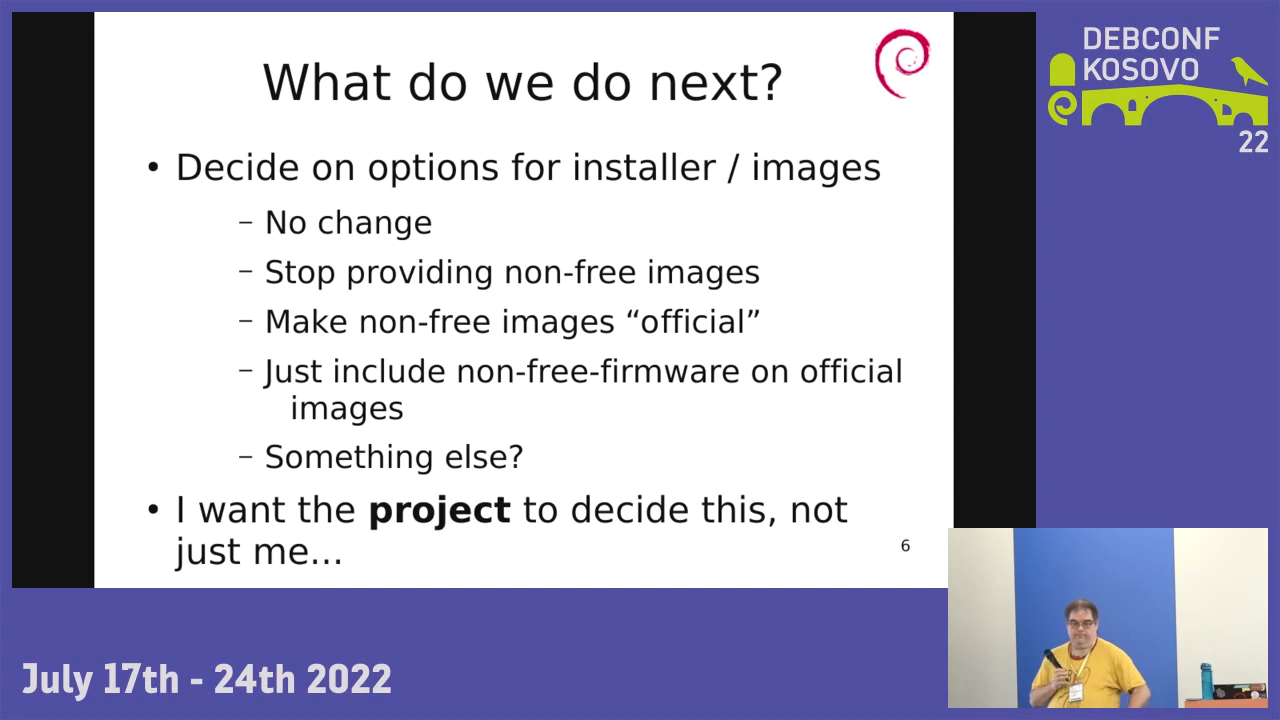 What do we do next?
• Decide on options for installer / images
– No change
– Stop providing non-free images
– Make non-free images “official”
– Just include non-free-firmware on official
images
– Something else?
• I want the project to decide this, not
just me...
6
DEBCONF
KOSOVO
22
July 17th - 24th 2022